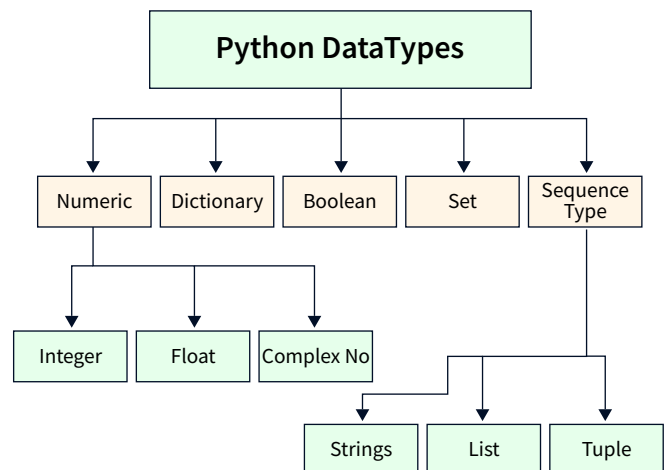 Python DataTypes
Numeric
Dictionary
Boolean
Set
Sequence
Type
Integer
Float
Complex No
Strings
List
Tuple